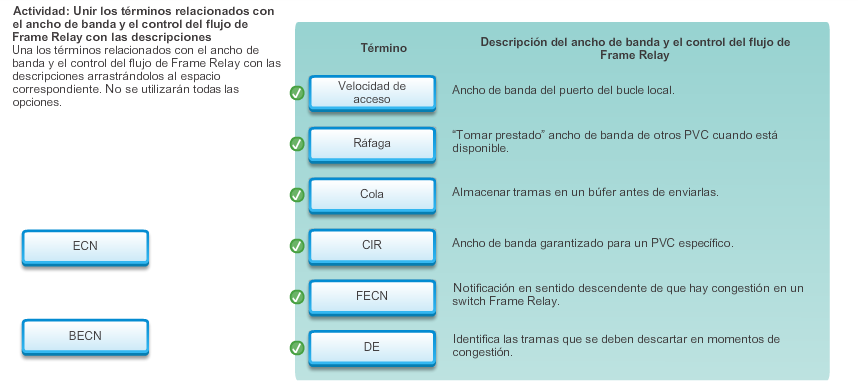 Actividad: Unir los términos relacionados con
el ancho de banda y el control del flujo de
Frame Relay con las descripciones
Una los términos relacionados con el ancho de
banda y el control del flujo de Frame Relay con las
descripciones arrastrándolos al espacio
correspondiente. No se utilizarán todas las
opciones.
ECN
BECN
Término
Descripción del ancho de banda y el control del flujo de
Frame Relay
Velocidad de
acceso
Ancho de banda del puerto del bucle local.
Ráfaga
“Tomar prestado” ancho de banda de otros PVC cuando está
disponible.
Cola
Almacenar tramas en un búfer antes de enviarlas.
CIR
Ancho de banda garantizado para un PVC específico.
FECN
Notificación en sentido descendente de que hay congestión en un
switch Frame Relay.
DE
Identifica las tramas que se deben descartar en momentos de
congestión.